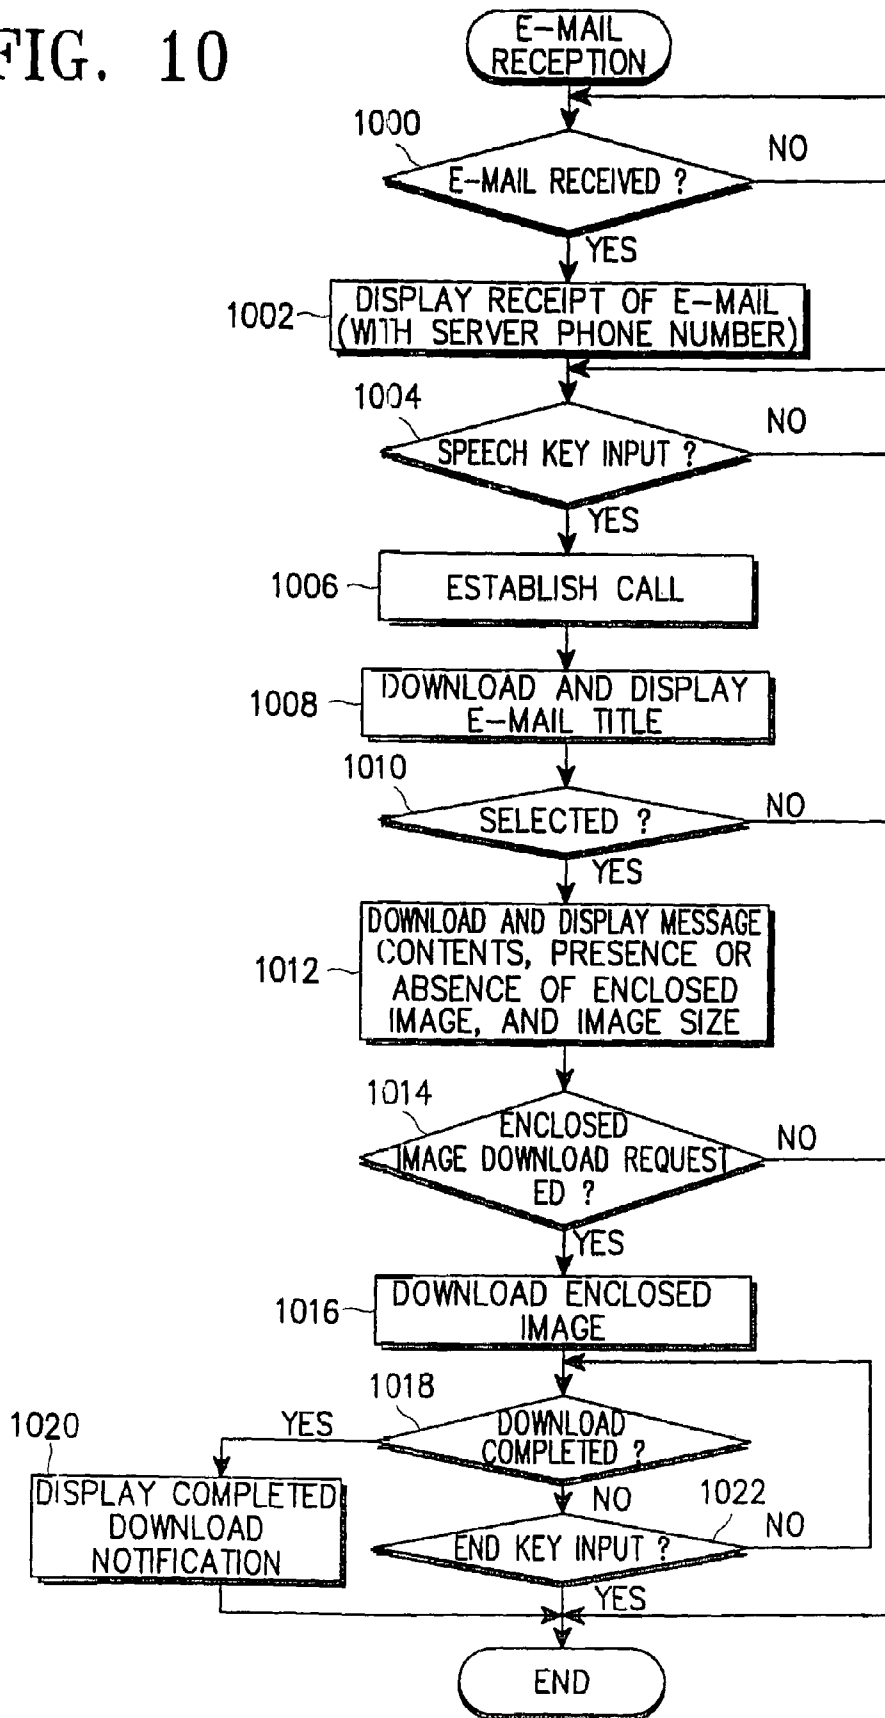 FIG. 10
E-MAIL
RECEPTION
1000
E-MAIL RECEIVED ?
NO
YES
1002
DISPLAY RECEIPT OF E-MAIL
(WITH SERVER PHONE NUMBER)
1004
SPEECH KEY INPUT ?
NO
YES
1006
ESTABLISH CALL
1008
DOWNLOAD AND DISPLAY
E-MAIL TITLE
1010
SELECTED ?
NO
YES
1012
DOWNLOAD AND DISPLAY MESSAGE
CONTENTS, PRESENCE OR
ABSENCE OF ENCLOSED
IMAGE, AND IMAGE SIZE
1014
ENCLOSED
IMAGE DOWNLOAD REQUEST
ED ?
NO
YES
1016
DOWNLOAD ENCLOSED
IMAGE
1018
DOWNLOAD
COMPLETED ?
YES
1020
DISPLAY COMPLETED
DOWNLOAD
NOTIFICATION
NO
1022
END KEY INPUT ?
NO
YES
END